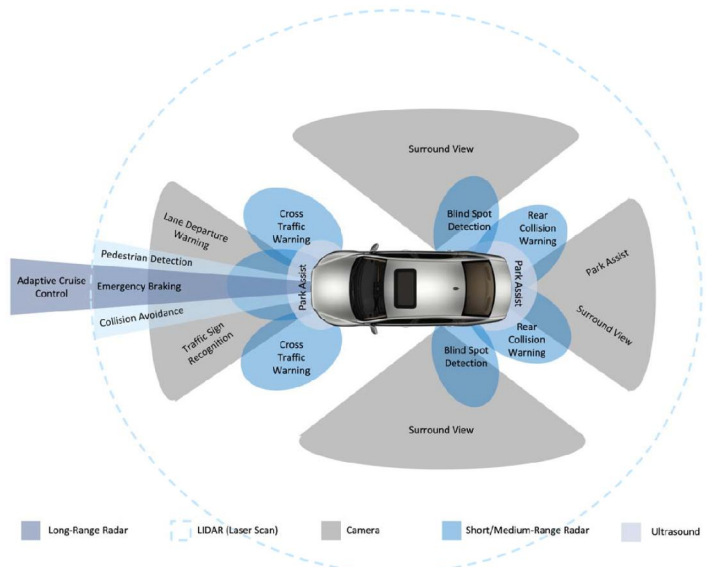 Surround View
Lane Departure
Warning
Cross
Traffic
Warning
Blind Spot
Detection
Rear
Collision
Warning
Pedestrian Detection
Park Assist
Adaptive Cruise
Control
Emergency Braking
Park Assist
Park Assist
Collision Avoidance
Traffic Sign
Recognition
Cross
Traffic
Warning
Blind Spot
Detection
Rear
Collision
Warning
Surround View
Surround View
Long-Range Radar
LIDAR (Laser Scan)
Camera
Short/Medium-Range Radar
Ultrasound